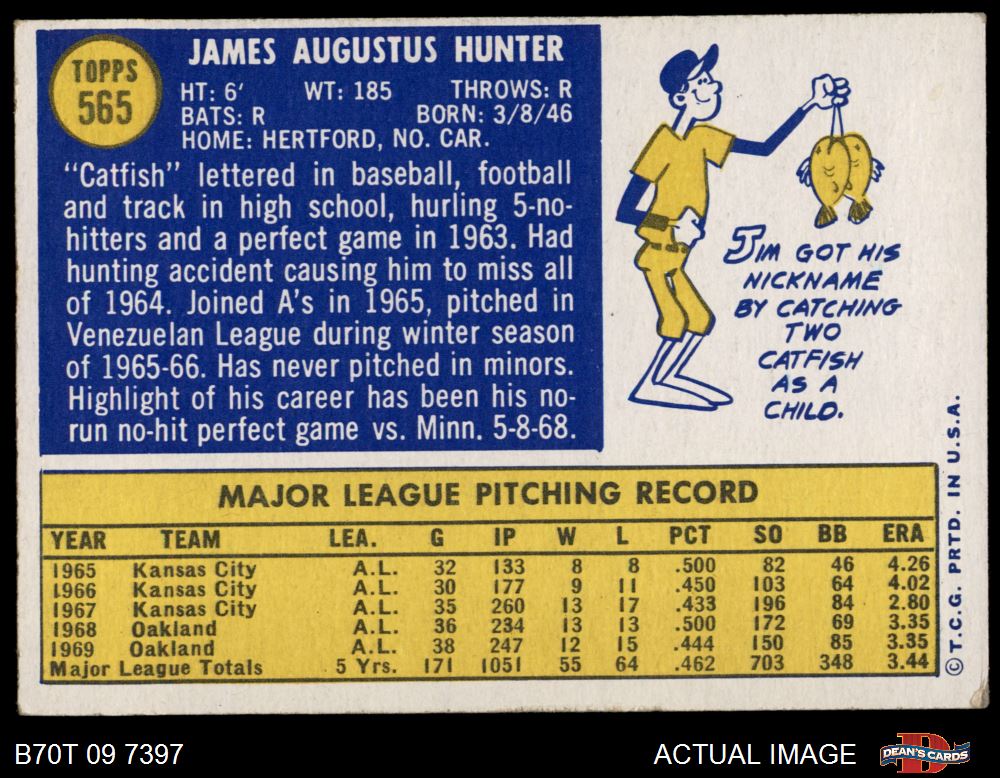 TOPPS
565
JAMES AUGUSTUS HUNTER
HT: 6' WT: 185 THROWS: R
BATS: R BORN: 3/8/46
HOME: HERTFORD, NO. CAR.
"Catfish" lettered in baseball, football
and track in high school, hurling 5-no-
hitters and a perfect game in 1963. Had
hunting accident causing him to miss all
of 1964. Joined A's in 1965, pitched in
Venezuelan League during winter season
of 1965-66. Has never pitched in minors.
Highlight of his career has been his no-
run no-hit perfect game vs. Minn. 5-8-68.
JIM GOT HIS
NICKNAME
BY CATCHING
TWO
CATFISH
AS A
CHILD.
MAJOR LEAGUE PITCHING RECORD
YEAR TEAM LEA. G IP W L PCT SO BB ERA
1965 Kansas City A.L. 32 133 8 8 .500 82 46 4.26
1966 Kansas City A.L. 30 177 9 11 .450 103 64 4.02
1967 Kansas City A.L. 35 260 13 17 .433 196 84 2.80
1968 Oakland A.L. 36 234 13 13 .500 172 69 3.35
1969 Oakland A.L. 38 247 12 15 .444 150 85 3.35
Major League Totals 5 Yrs. 171 1051 55 64 .462 703 348 3.44
© T.C.G. PRTD. IN U.S.A.
B70T 09 7397
ACTUAL IMAGE
D
DEAN'S CARDS